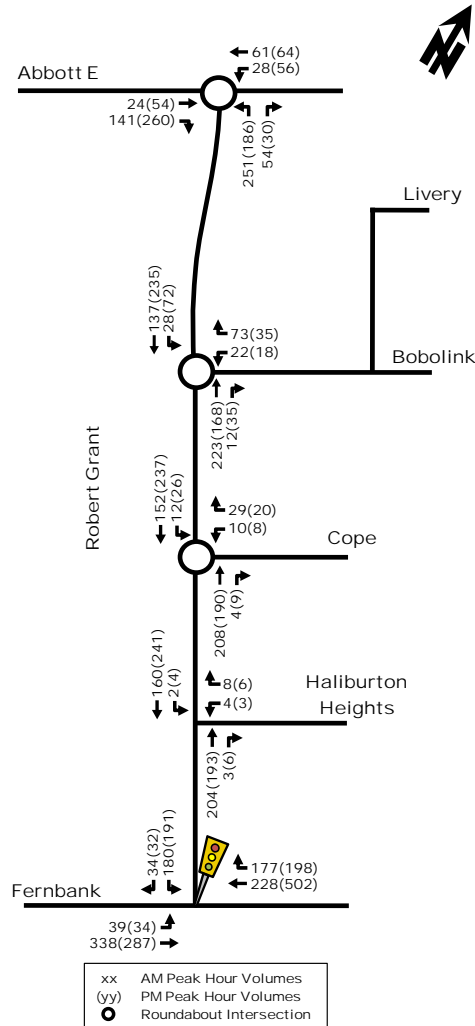 61(64)
Abbott E
28(56)
24(54)
141(260)
251(186)
54(30)
Livery
137(235)
28(72)
73(35)
22(18)
Bobolink
223(168)
12(35)
Robert Grant
152(237)
12(26)
29(20)
10(8)
Cope
208(190)
4(9)
160(241)
2(4)
8(6)
4(3)
Haliburton
Heights
204(193)
3(6)
34(32)
180(191)
177(198)
228(502)
Fernbank
39(34)
338(287)
xx AM Peak Hour Volumes
(yy) PM Peak Hour Volumes
Roundabout Intersection